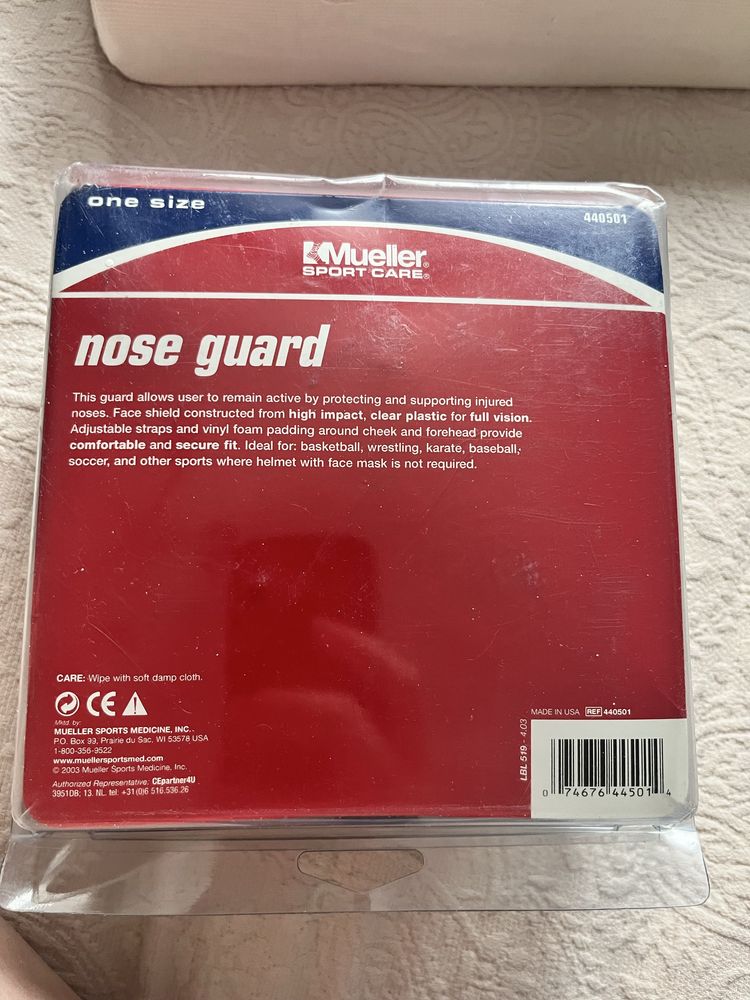 one size
440501
Mueller®
SPORT CARE®
nose guard
This guard allows user to remain active by protecting and supporting injured
noses. Face shield constructed from high impact, clear plastic for full vision.
Adjustable straps and vinyl foam padding around cheek and forehead provide
comfortable and secure fit. Ideal for: basketball, wrestling, karate, baseball,
soccer, and other sports where helmet with face mask is not required.
CARE: Wipe with soft damp cloth.
CE
Mktd. by:
MUELLER SPORTS MEDICINE, INC.
P.O. Box 99, Prairie du Sac, WI 53578 USA
1-800-356-9522
www.muellersportsmed.com
© 2003 Mueller Sports Medicine, Inc.
Authorized Representative: CEpartner4U
3951DB; 13. NL. tel: +31(0)6 516.536.26
MADE IN USA REF 440501
LBL 519 - 4.03
0 74676 44501 4